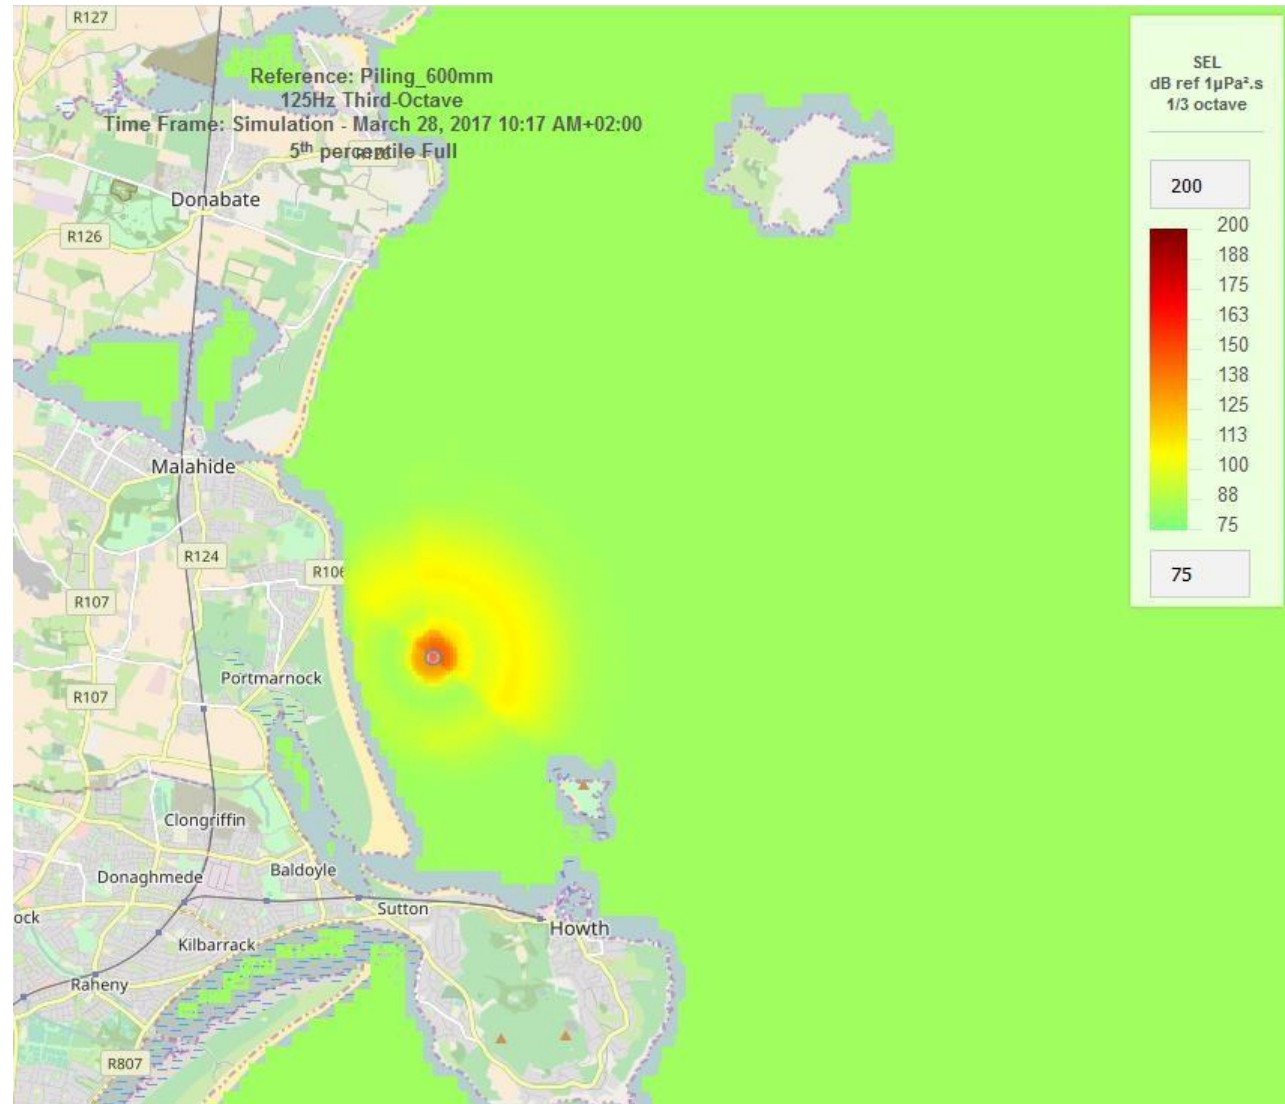 R127
Reference: Piling_600mm
125Hz Third-Octave
Time Frame: Simulation - March 28, 2017 10:17 AM+02:00
5th percentile Full
R126
Donabate
R126
Malahide
R124
R106
R107
Portmarnock
R107
Clongriffin
Donaghmede
Baldoyle
ock
Sutton
Howth
Kilbarrack
Raheny
R807
SEL
dB ref 1µPa².s
1/3 octave
200
200
188
175
163
150
138
125
113
100
88
75
75